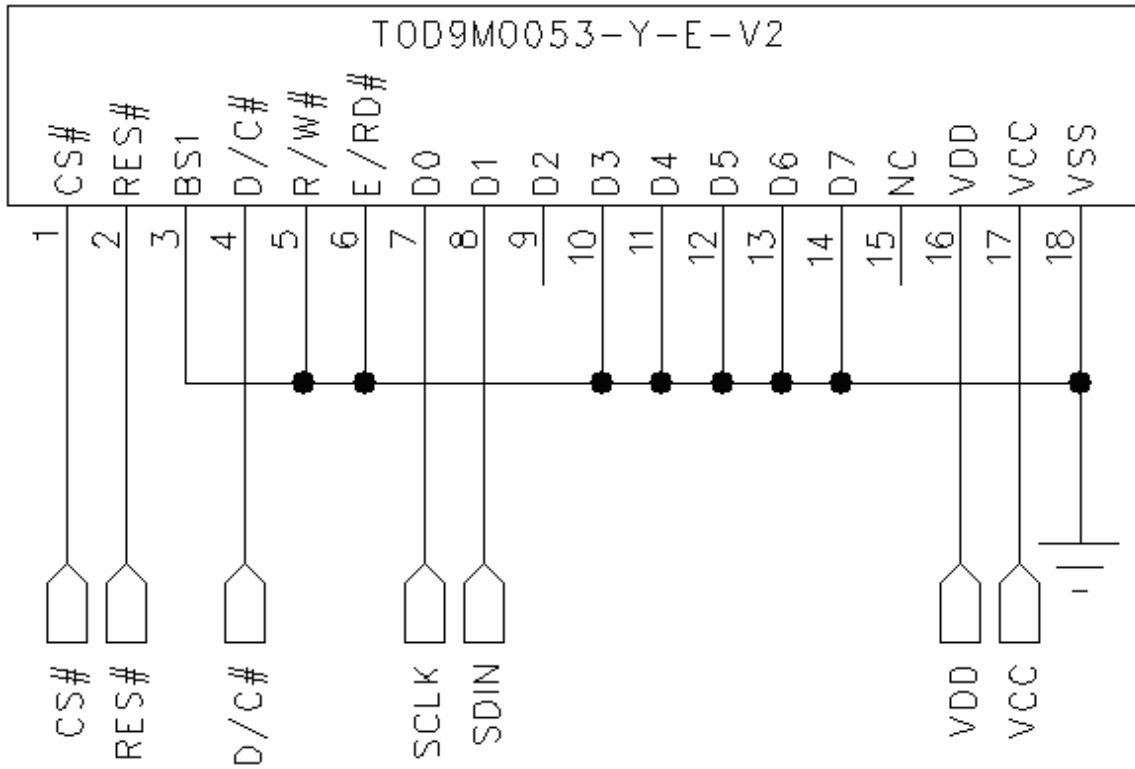 TOD9M0053-Y-E-V2
CS#
RES#
BS1
D/C#
R/W#
E/RD#
D0
D1
D2
D3
D4
D5
D6
D7
NC
VDD
VCC
VSS
1
2
3
4
5
6
7
8
9
10
11
12
13
14
15
16
17
18
CS#
RES#
D/C#
SCLK
SDIN
VDD
VCC